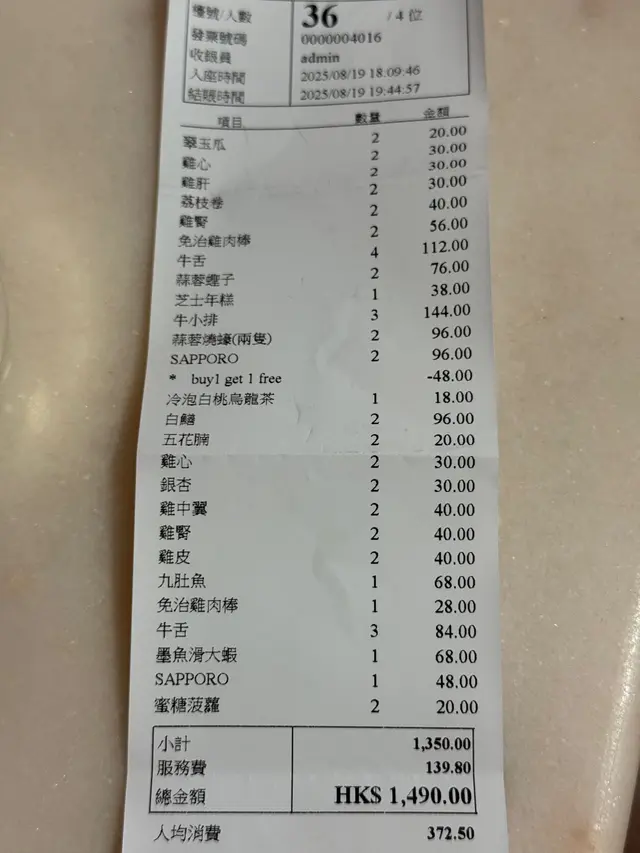 檯號/人數 36 / 4 位
發票號碼 0000004016
收銀員 admin
入座時間 2025/08/19 18:09:46
結賬時間 2025/08/19 19:44:57
項目 數量 金額
翠玉瓜 2 20.00
雞心 2 30.00
雞肝 2 30.00
荔枝卷 2 30.00
雞腎 2 40.00
免治雞肉棒 2 56.00
牛舌 4 112.00
蒜蓉蟶子 2 76.00
芝士年糕 1 38.00
牛小排 3 144.00
蒜蓉燒蠔(兩隻) 2 96.00
SAPPORO 2 96.00
* buy1 get 1 free -48.00
冷泡白桃烏龍茶 1 18.00
白鱔 2 96.00
五花腩 2 20.00
雞心 2 30.00
銀杏 2 30.00
雞中翼 2 40.00
雞腎 2 40.00
雞皮 2 40.00
九肚魚 1 68.00
免治雞肉棒 1 28.00
牛舌 3 84.00
墨魚滑大蝦 1 68.00
SAPPORO 1 48.00
蜜糖菠蘿 2 20.00
小計 1,350.00
服務費 139.80
總金額 HK$ 1,490.00
人均消費 372.50